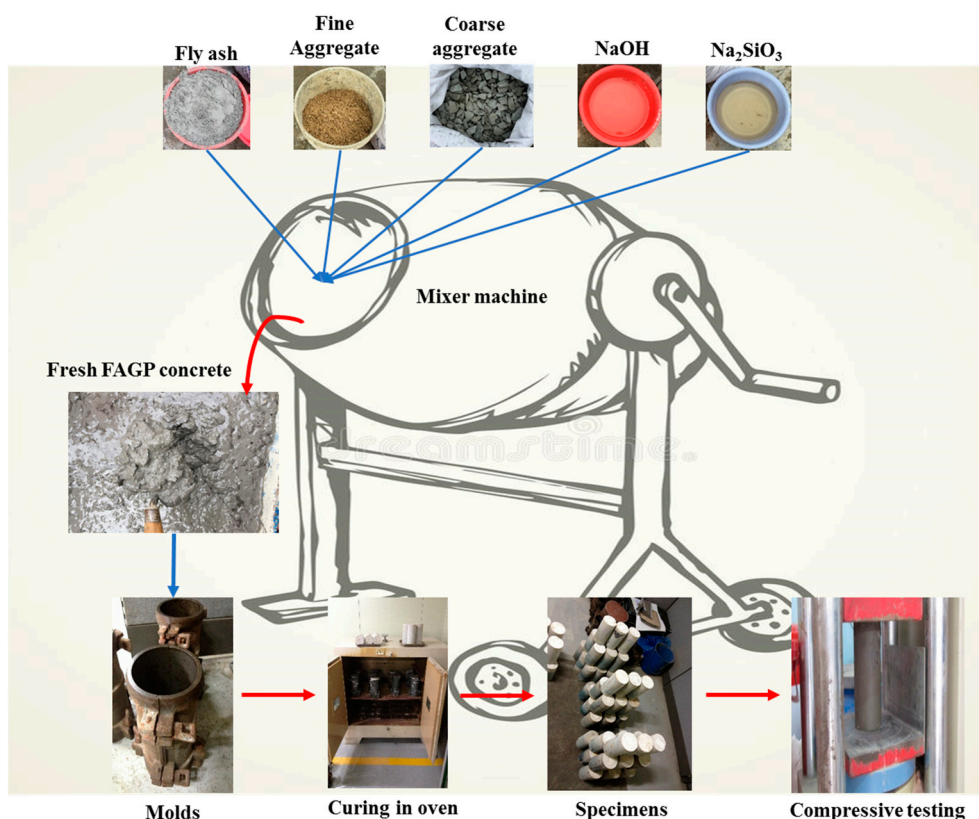 Fly ash
Fine
Aggregate
Coarse
aggregate
NaOH
Na₂SiO₃
Mixer machine
Fresh FAGP concrete
dreamstime
Molds
Curing in oven
Specimens
Compressive testing